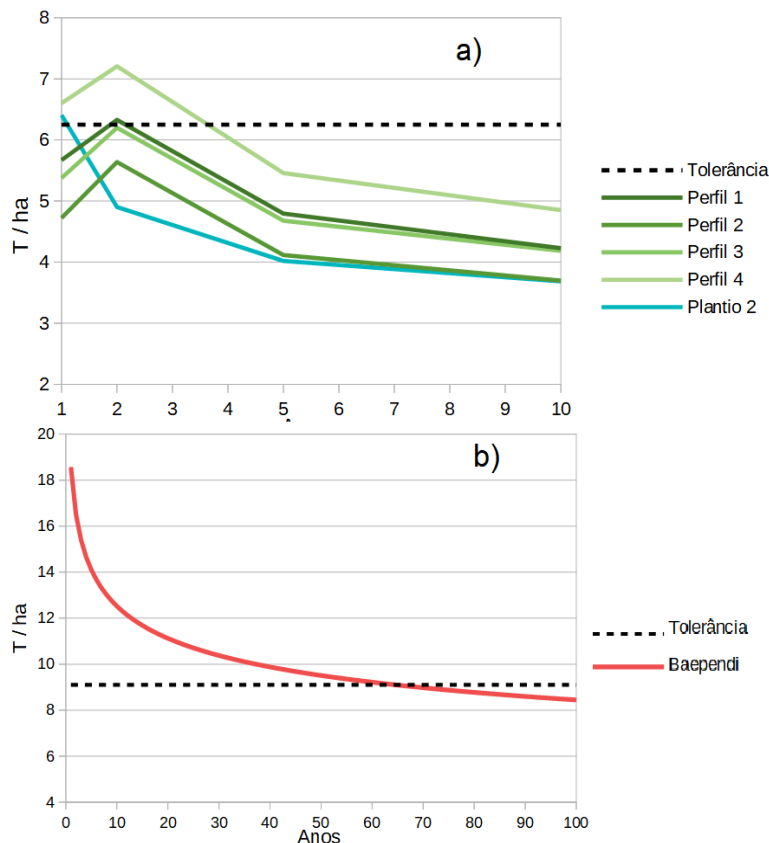 8
a)
7
6
5
4
3
2
T / ha
1 2 3 4 5 6 7 8 9 10
Tolerância
Perfil 1
Perfil 2
Perfil 3
Perfil 4
Plantio 2
20
b)
18
16
14
12
10
8
6
4
T / ha
0 10 20 30 40 50 60 70 80 90 100
Anos
Tolerância
Baependi